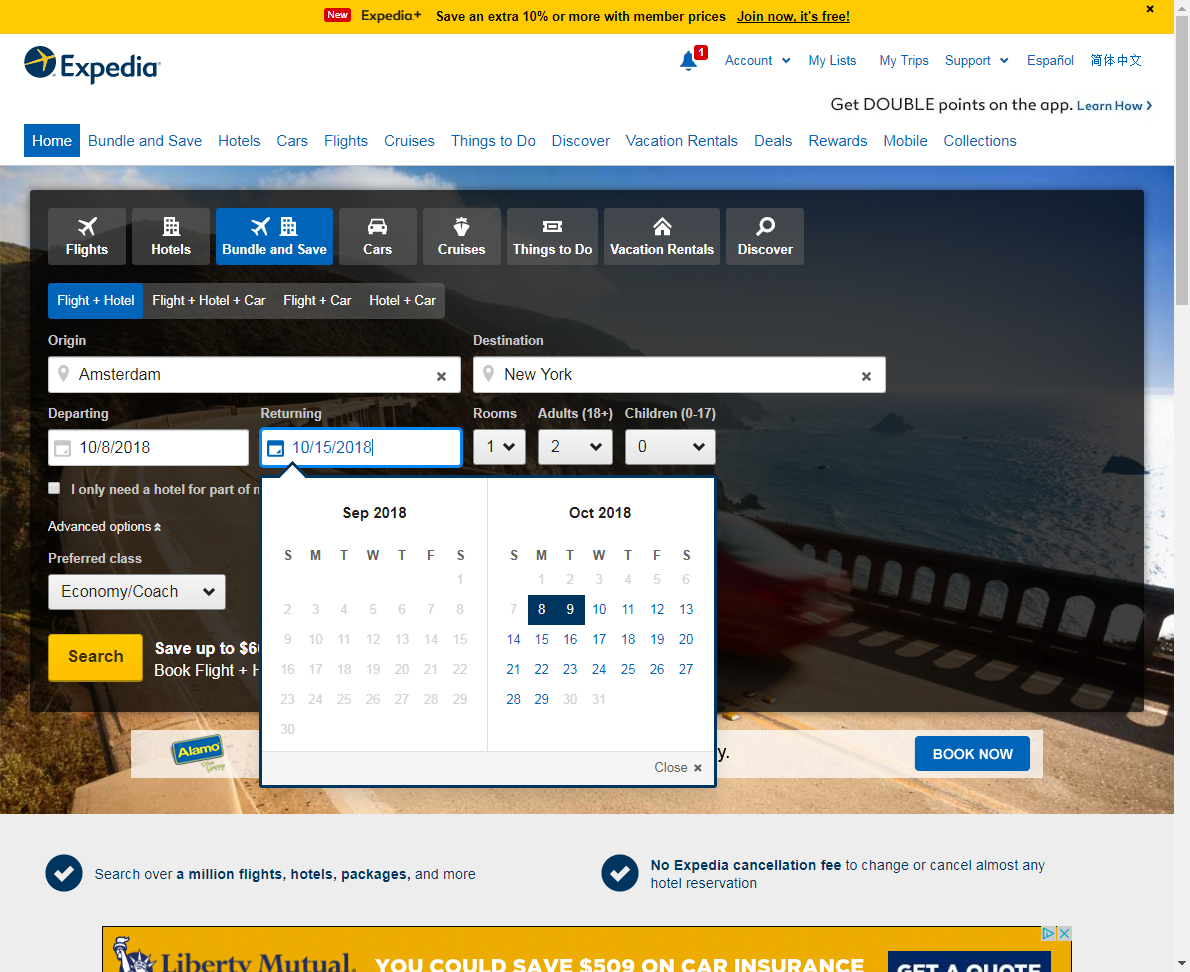 New Expedia+ Save an extra 10% or more with member prices Join now, it's free!
Expedia
1 Account My Lists My Trips Support Español 简体中文
Get DOUBLE points on the app. Learn How
Home Bundle and Save Hotels Cars Flights Cruises Things to Do Discover Vacation Rentals Deals Rewards Mobile Collections
Flights Hotels Bundle and Save Cars Cruises Things to Do Vacation Rentals Discover
Flight + Hotel Flight + Hotel + Car Flight + Car Hotel + Car
Origin Destination
Amsterdam New York
Departing Returning Rooms Adults (18+) Children (0-17)
10/8/2018 10/15/2018 1 2 0
I only need a hotel for part of
Advanced options
Preferred class
Economy/Coach
Search
Save up to
Book Flight +
Sep 2018
S M T W T F S
1
2 3 4 5 6 7 8
9 10 11 12 13 14 15
16 17 18 19 20 21 22
23 24 25 26 27 28 29
30
Oct 2018
S M T W T F S
1 2 3 4 5 6
7 8 9 10 11 12 13
14 15 16 17 18 19 20
21 22 23 24 25 26 27
28 29 30 31
Close
Alamo
y.
BOOK NOW
Search over a million flights, hotels, packages, and more
No Expedia cancellation fee to change or cancel almost any
hotel reservation
Liberty Mutual. YOU COULD SAVE $509 ON CAR INSURANCE GET A QUOTE